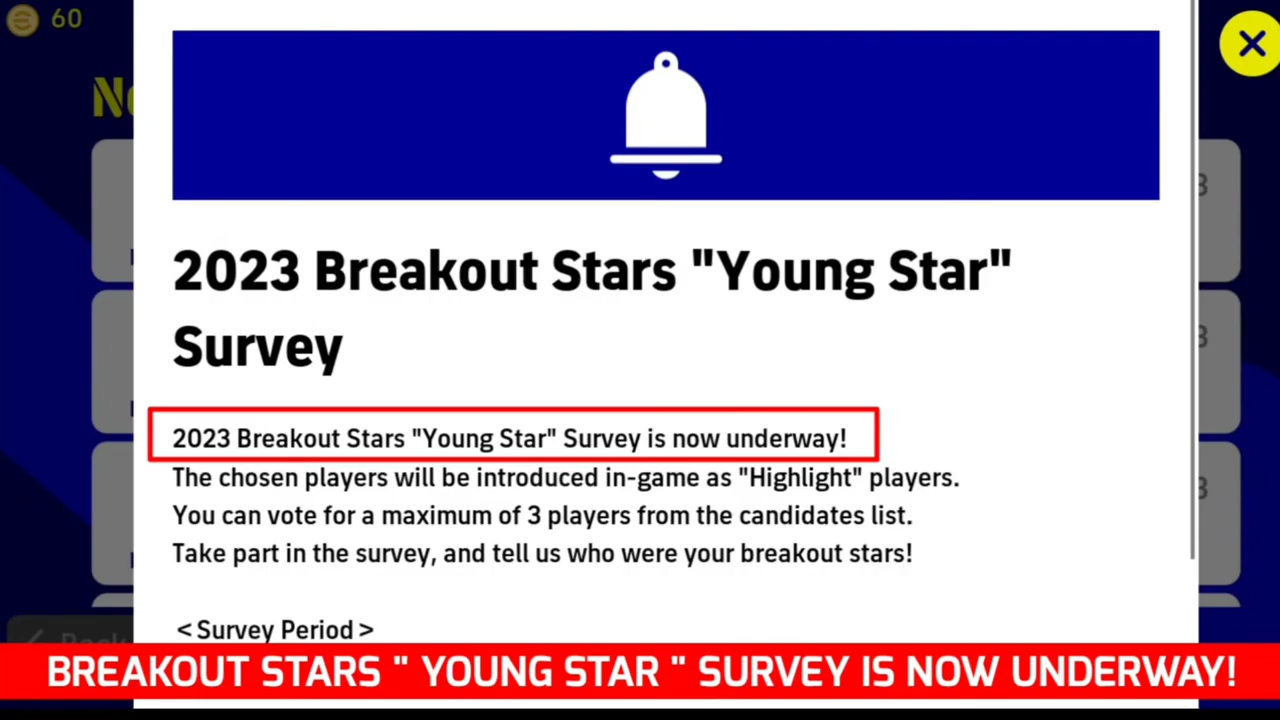 60
2023 Breakout Stars "Young Star"
Survey
2023 Breakout Stars "Young Star" Survey is now underway!
The chosen players will be introduced in-game as "Highlight" players.
You can vote for a maximum of 3 players from the candidates list.
Take part in the survey, and tell us who were your breakout stars!
<Survey Period>
Back
BREAKOUT STARS " YOUNG STAR " SURVEY IS NOW UNDERWAY!